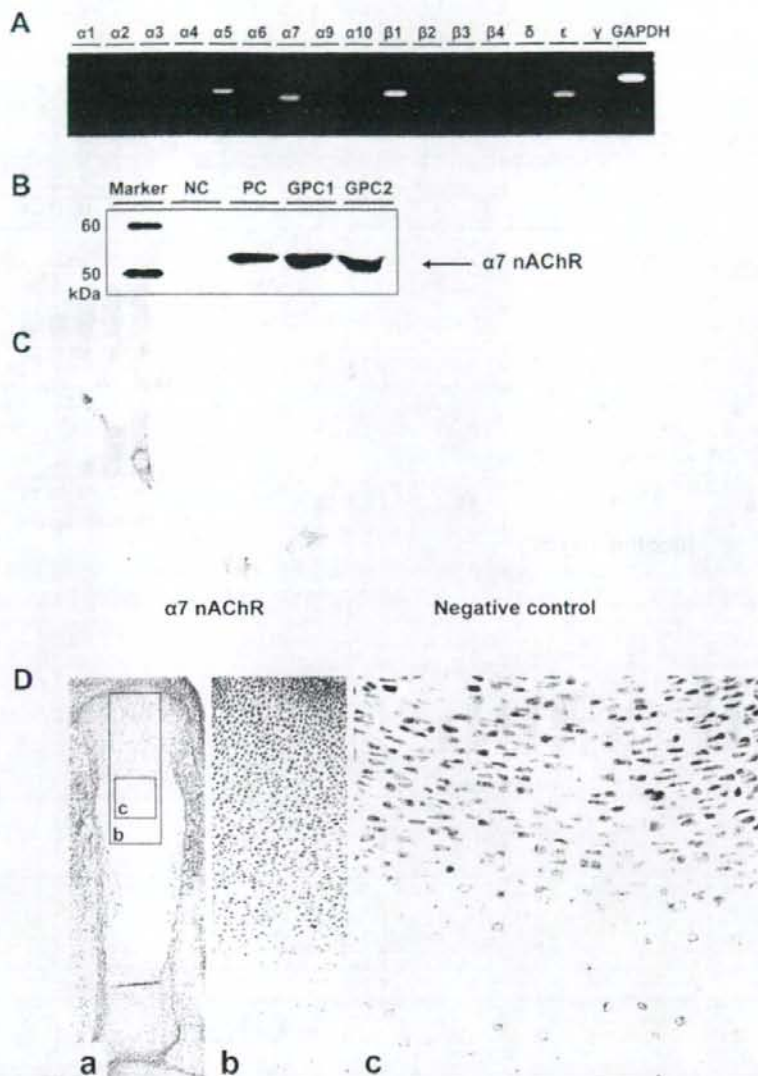 A
α1 α2 α3 α4 α5 α6 α7 α9 α10 β1 β2 β3 β4 δ ε γ GAPDH
B
Marker NC PC GPC1 GPC2
60
50
kDa
α7 nAChR
C
α7 nAChR Negative control
D
c
b
a b c